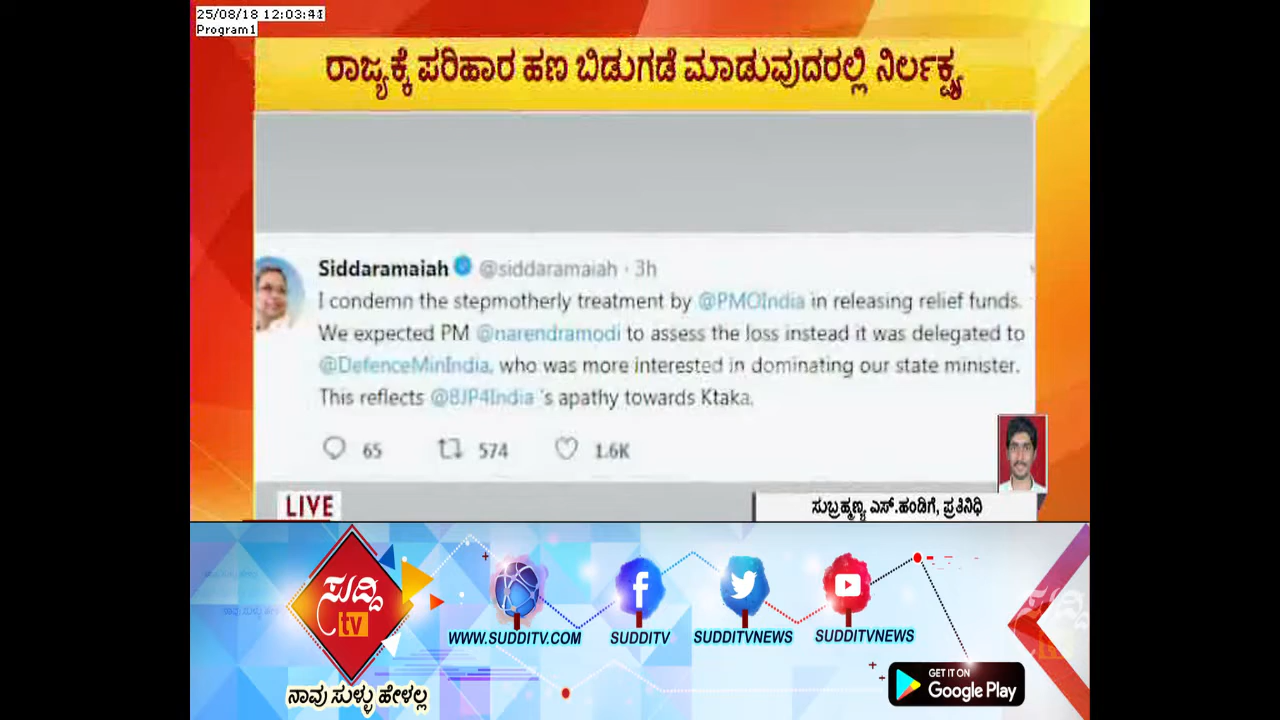 25/08/18 12:03:44
Program1
ರಾಜ್ಯಕ್ಕೆ ಪರಿಹಾರ ಹಣ ಬಿಡುಗಡೆ ಮಾಡುವುದರಲ್ಲಿ ನಿರ್ಲಕ್ಷ್ಯ
Siddaramaiah @siddaramaiah · 3h
I condemn the stepmotherly treatment by @PMOIndia in releasing relief funds.
We expected PM @narendramodi to assess the loss instead it was delegated to
@DefenceMinIndia, who was more interested in dominating our state minister.
This reflects @BJP4India 's apathy towards Ktaka.
65 574 1.6K
LIVE
ಸುಬ್ರಹ್ಮಣ್ಯ ಎಸ್.ಹಂಡಿಗೆ, ಪ್ರತಿನಿಧಿ
ಸುದ್ದಿ
tv
WWW.SUDDITV.COM SUDDITV SUDDITVNEWS SUDDITVNEWS
ನಾವು ಸುಳ್ಳು ಹೇಳಲ್ಲ
GET IT ON
Google Play